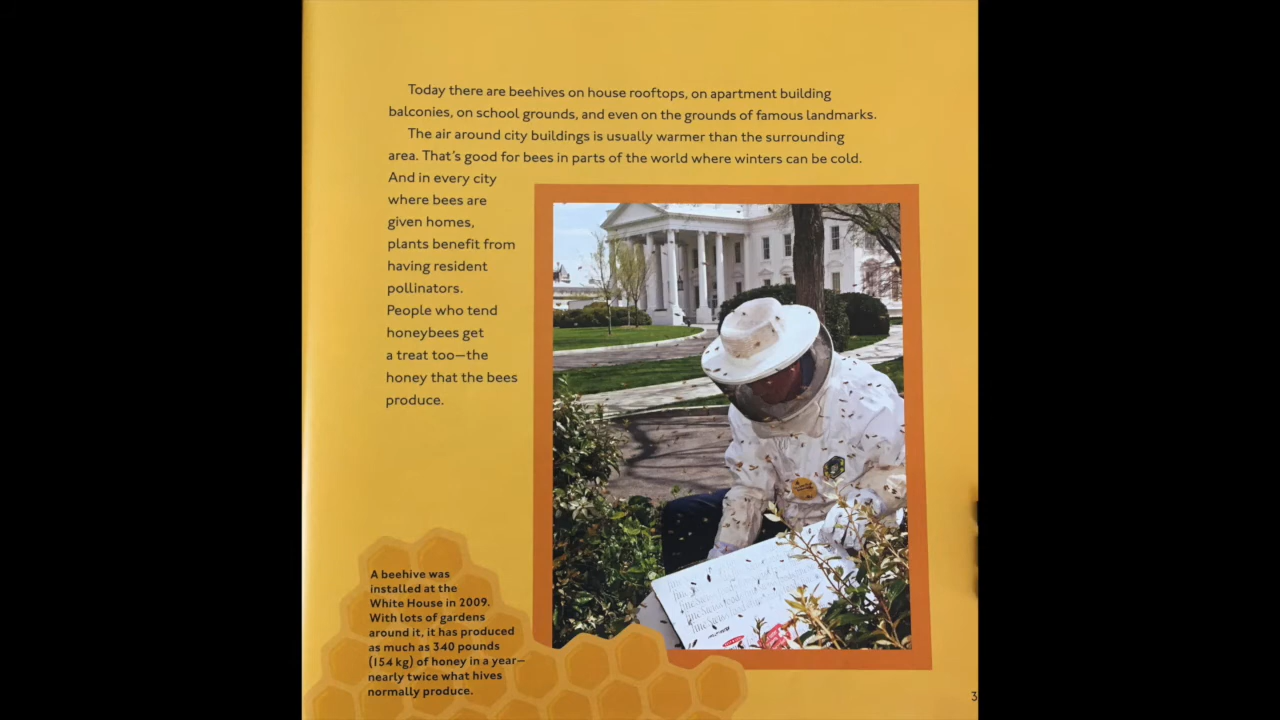 Today there are beehives on house rooftops, on apartment building
balconies, on school grounds, and even on the grounds of famous landmarks.
The air around city buildings is usually warmer than the surrounding
area. That's good for bees in parts of the world where winters can be cold.
And in every city
where bees are
given homes,
plants benefit from
having resident
pollinators.
People who tend
honeybees get
a treat too—the
honey that the bees
produce.
A beehive was
installed at the
White House in 2009.
With lots of gardens
around it, it has produced
as much as 340 pounds
(154 kg) of honey in a year—
nearly twice what hives
normally produce.
3